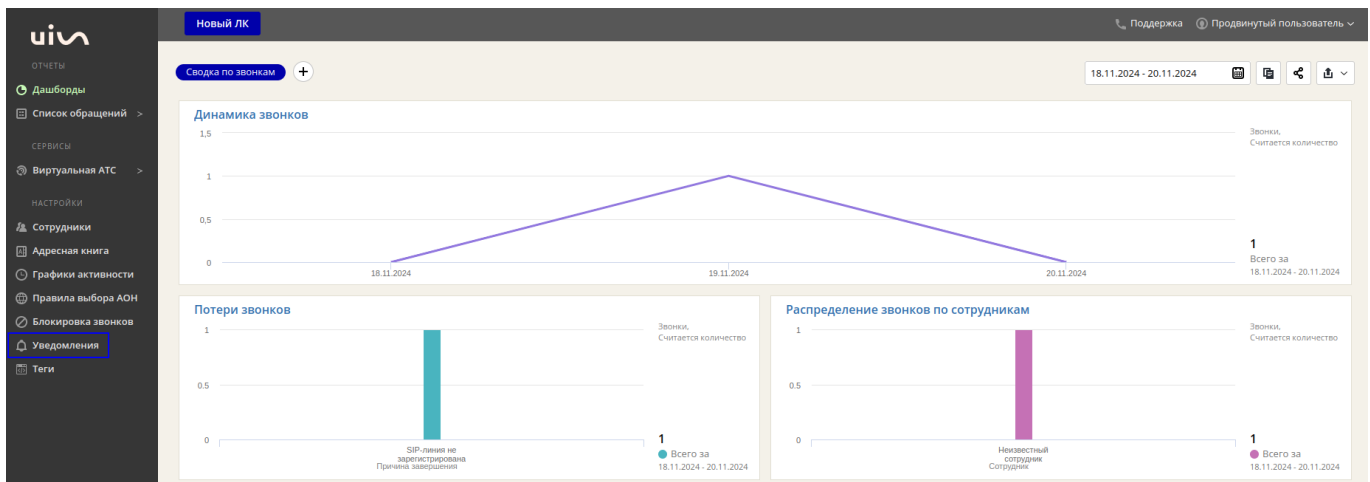 uis
Новый ЛК
Поддержка
Продвинутый пользователь
ОТЧЕТЫ
Дашборды
Список обращений >
СЕРВИСЫ
Виртуальная АТС >
НАСТРОЙКИ
Сотрудники
Адресная книга
Графики активности
Правила выбора АОН
Блокировка звонков
Уведомления
Теги
Сводка по звонкам +
18.11.2024 - 20.11.2024
Динамика звонков
1,5
1
0,5
0
18.11.2024
19.11.2024
20.11.2024
Звонки,
Считается количество
1
Всего за
18.11.2024 - 20.11.2024
Потери звонков
1
0.5
0
SIP-линия не
зарегистрирована
Причина завершения
Звонки,
Считается количество
1
Всего за
18.11.2024 - 20.11.2024
Распределение звонков по сотрудникам
1
0.5
0
Неизвестный
сотрудник
Сотрудник
Звонки,
Считается количество
1
Всего за
18.11.2024 - 20.11.2024